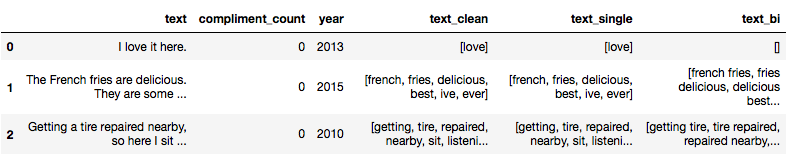 text compliment_count year text_clean text_single text_bi
0 I love it here. 0 2013 [love] [love] []
1 The French fries are delicious. They are some ... 0 2015 [french, fries, delicious, best, ive, ever] [french, fries, delicious, best, ive, ever] [french fries, fries delicious, delicious best...
2 Getting a tire repaired nearby, so here I sit ... 0 2010 [getting, tire, repaired, nearby, sit, listeni... [getting, tire, repaired, nearby, sit, listeni... [getting tire, tire repaired, repaired nearby,...